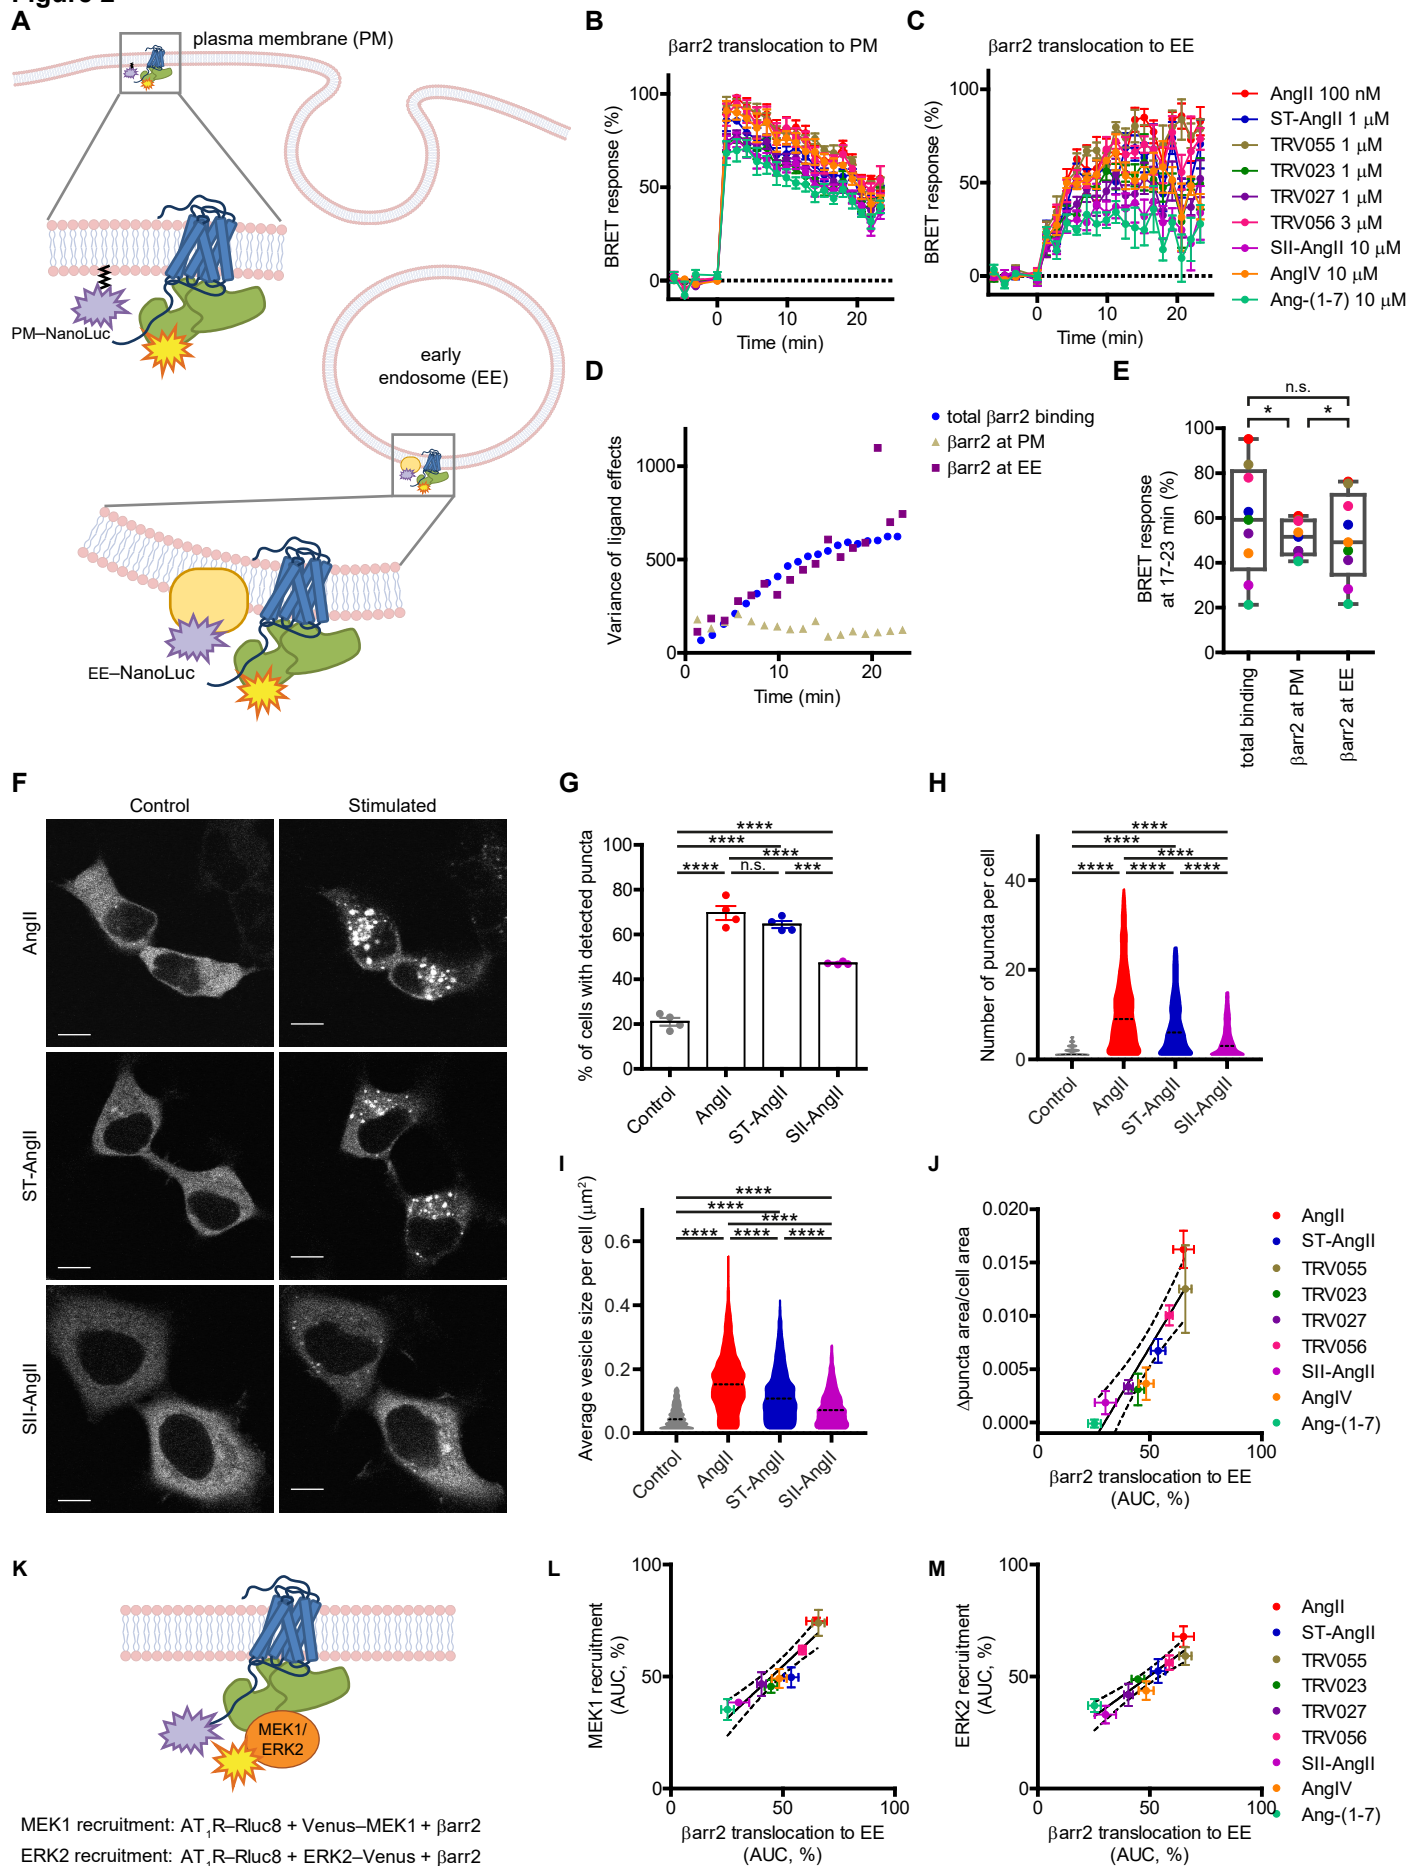 Figure 2
A
plasma membrane (PM)
PM–NanoLuc
early
endosome (EE)
EE–NanoLuc
B
βarr2 translocation to PM
BRET response (%)
100
50
0
0
10
20
Time (min)
C
βarr2 translocation to EE
BRET response (%)
100
50
0
0
10
20
Time (min)
AngII 100 nM
ST-AngII 1 μM
TRV055 1 μM
TRV023 1 μM
TRV027 1 μM
TRV056 3 μM
SII-AngII 10 μM
AngIV 10 μM
Ang-(1-7) 10 μM
D
Variance of ligand effects
1000
500
0
0
10
20
Time (min)
total βarr2 binding
βarr2 at PM
βarr2 at EE
E
n.s.
*
*
BRET response
at 17-23 min (%)
100
80
60
40
20
0
total binding
βarr2 at PM
βarr2 at EE
F
Control
Stimulated
AngII
ST-AngII
SII-AngII
G
% of cells with detected puncta
100
80
60
40
20
0
****
****
****
****
n.s.
***
Control
AngII
ST-AngII
SII-AngII
H
Number of puncta per cell
40
20
0
****
****
****
****
****
****
Control
AngII
ST-AngII
SII-AngII
I
Average vesicle size per cell (μm²)
0.6
0.4
0.2
0.0
****
****
****
****
****
****
Control
AngII
ST-AngII
SII-AngII
J
Δpuncta area/cell area
0.020
0.015
0.010
0.005
0.000
0
50
100
βarr2 translocation to EE
(AUC, %)
AngII
ST-AngII
TRV055
TRV023
TRV027
TRV056
SII-AngII
AngIV
Ang-(1-7)
K
MEK1/
ERK2
MEK1 recruitment: AT₁R–Rluc8 + Venus–MEK1 + βarr2
ERK2 recruitment: AT₁R–Rluc8 + ERK2–Venus + βarr2
L
MEK1 recruitment
(AUC, %)
100
50
0
0
50
100
βarr2 translocation to EE
(AUC, %)
M
ERK2 recruitment
(AUC, %)
100
50
0
0
50
100
βarr2 translocation to EE
(AUC, %)
AngII
ST-AngII
TRV055
TRV023
TRV027
TRV056
SII-AngII
AngIV
Ang-(1-7)